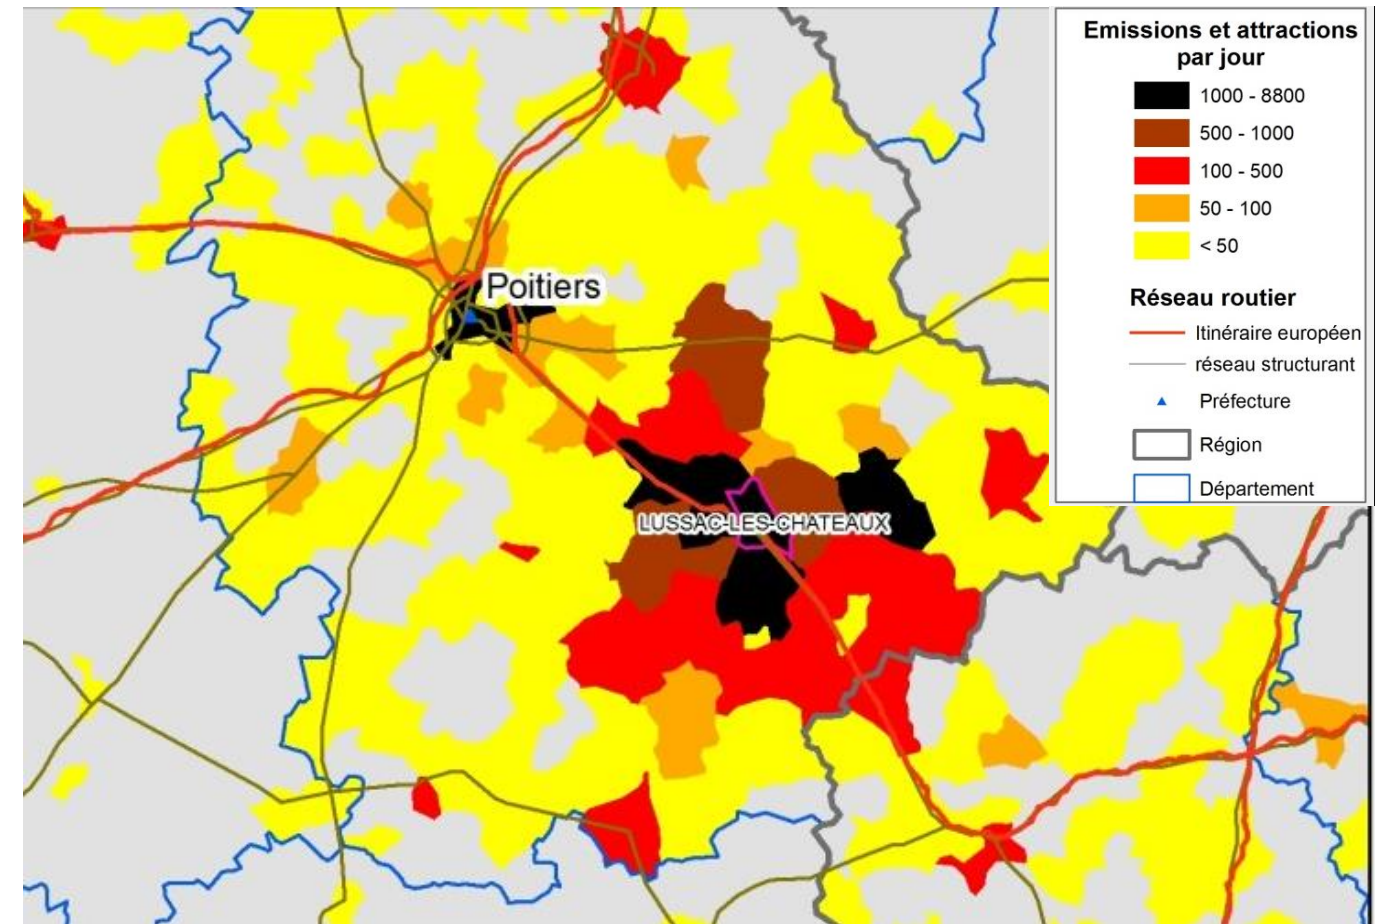 Emissions et attractions
par jour
1000 - 8800
500 - 1000
100 - 500
50 - 100
< 50
Réseau routier
Itinéraire européen
réseau structurant
Préfecture
Région
Département
Poitiers
LUSSAC-LES-CHATEAUX